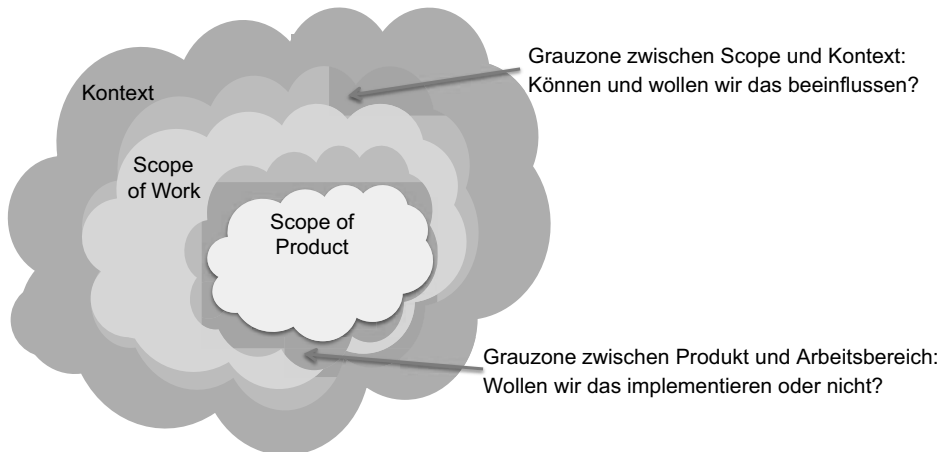 Grauzone zwischen Scope und Kontext:
Können und wollen wir das beeinflussen?
Kontext
Scope
of Work
Scope of
Product
Grauzone zwischen Produkt und Arbeitsbereich:
Wollen wir das implementieren oder nicht?